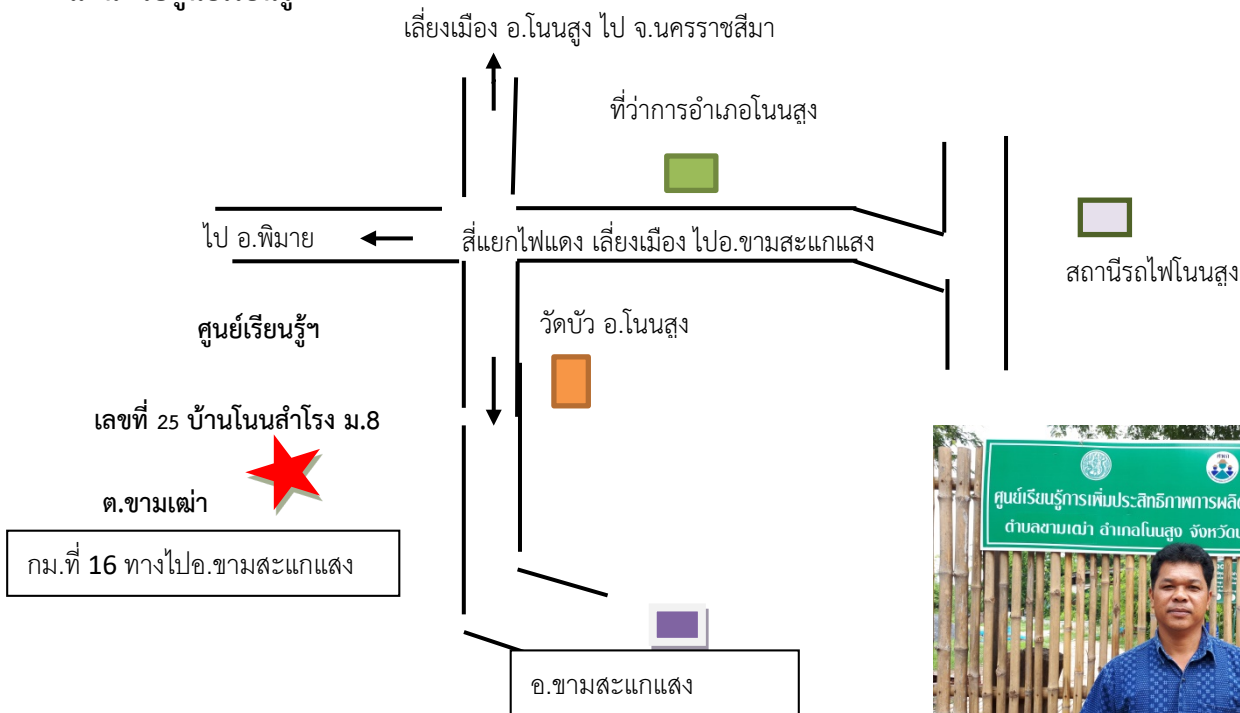 เลี่ยงเมือง อ.โนนสูง ไป จ.นครราชสีมา
ที่ว่าการอำเภอโนนสูง
ไป อ.พิมาย
สี่แยกไฟแดง เลี่ยงเมือง ไปอ.ขามสะแกแสง
สถานีรถไฟโนนสูง
ศูนย์เรียนรู้ฯ
วัดบัว อ.โนนสูง
เลขที่ 25 บ้านโนนสำโรง ม.8
ต.ขามเฒ่า
กม.ที่ 16 ทางไปอ.ขามสะแกแสง
อ.ขามสะแกแสง
ศูนย์เรียนรู้การเพิ่มประสิทธิภาพการผลิต
ตำบลขามเฒ่า อำเภอโนนสูง จังหวัด